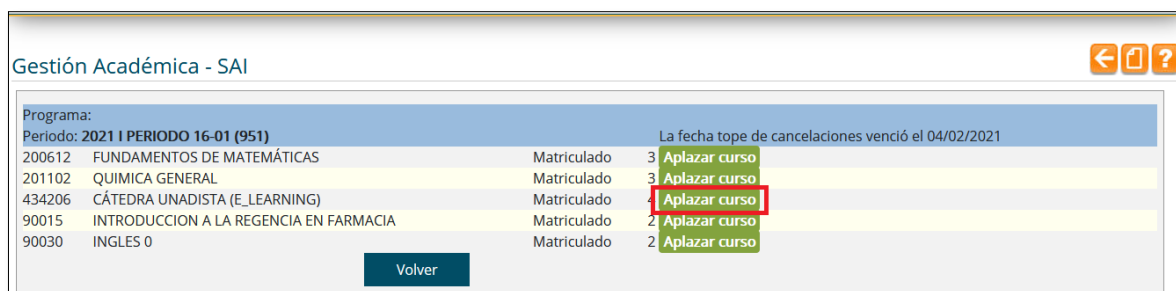 Gestión Académica - SAI
?
Programa:
Periodo: 2021 I PERIODO 16-01 (951) La fecha tope de cancelaciones venció el 04/02/2021
200612 FUNDAMENTOS DE MATEMÁTICAS Matriculado 3 Aplazar curso
201102 QUIMICA GENERAL Matriculado 3 Aplazar curso
434206 CÁTEDRA UNADISTA (E_LEARNING) Matriculado 4 Aplazar curso
90015 INTRODUCCION A LA REGENCIA EN FARMACIA Matriculado 2 Aplazar curso
90030 INGLES 0 Matriculado 2 Aplazar curso
Volver